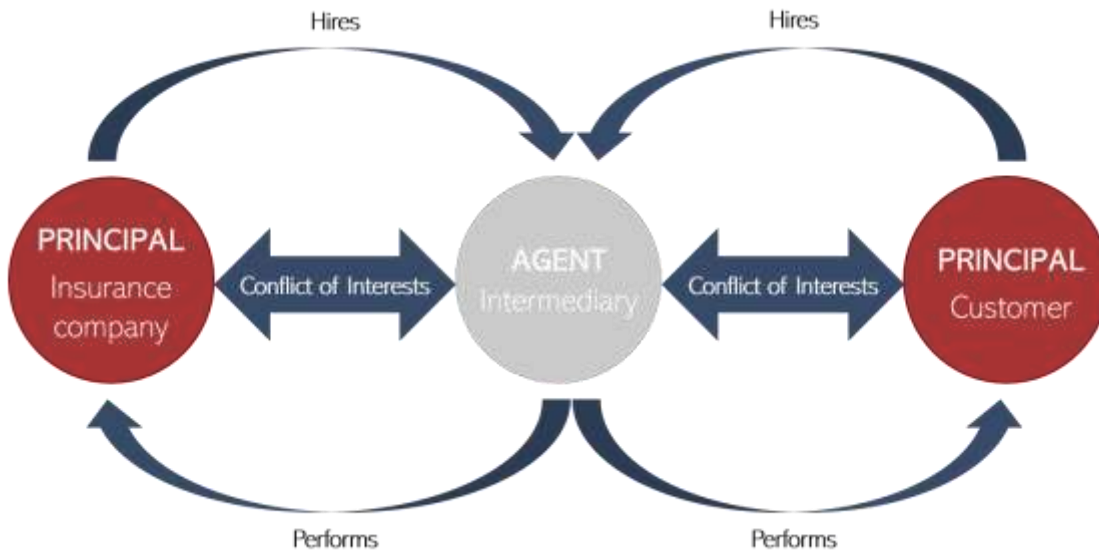 Hires
Hires
PRINCIPAL
Insurance
company
Conflict of Interests
AGENT
Intermediary
Conflict of Interests
PRINCIPAL
Customer
Performs
Performs